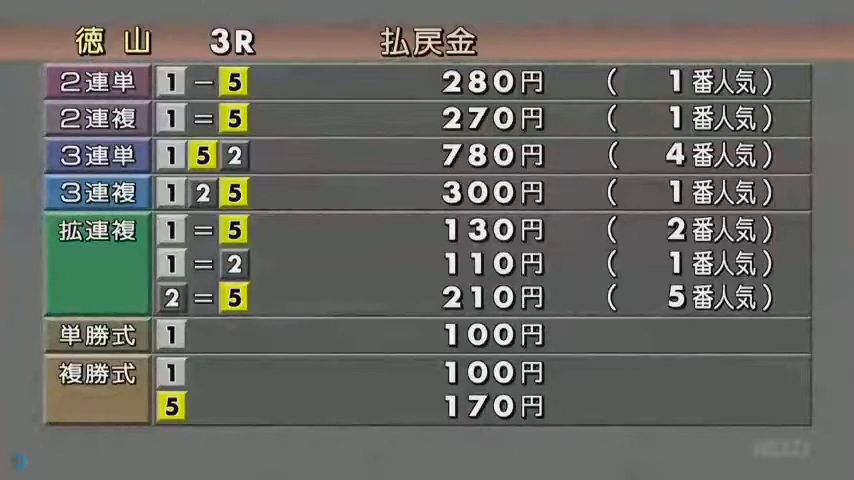 徳山 3R 払戻金
2連単 1 − 5 280円 ( 1番人気)
2連複 1 = 5 270円 ( 1番人気)
3連単 1 5 2 780円 ( 4番人気)
3連複 1 2 5 300円 ( 1番人気)
拡連複 1 = 5 130円 ( 2番人気)
1 = 2 110円 ( 1番人気)
2 = 5 210円 ( 5番人気)
単勝式 1 100円
複勝式 1 100円
5 170円